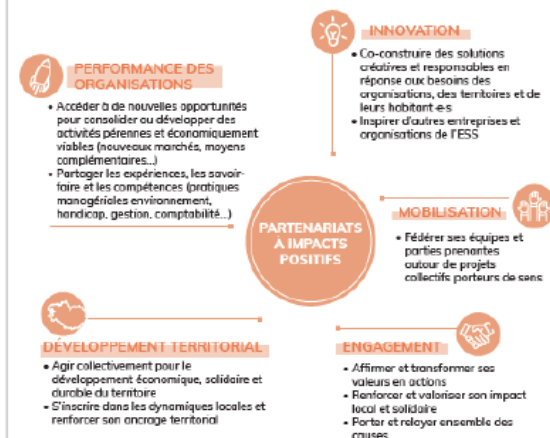 PERFORMANCE DES
ORGANISATIONS
• Accéder à de nouvelles opportunités
pour consolider ou développer des
activités pérennes et économiquement
viables (nouveaux marchés, moyens
complémentaires...)
• Partager les expériences, les savoir-
faire et les compétences (pratiques
managériales environnement,
handicap, gestion, comptabilité...)
INNOVATION
• Co-construire des solutions
créatives et responsables en
réponse aux besoins des
organisations, des territoires et de
leurs habitant·e·s
• Inspirer d'autres entreprises et
organisations de l'ESS
PARTENARIATS
À IMPACTS
POSITIFS
MOBILISATION
• Fédérer ses équipes et
parties prenantes
autour de projets
collectifs porteurs de sens
DÉVELOPPEMENT TERRITORIAL
• Agir collectivement pour le
développement économique, solidaire et
durable du territoire
• S'inscrire dans les dynamiques locales et
renforcer son ancrage territorial
ENGAGEMENT
• Affirmer et transformer ses
valeurs en actions
• Renforcer et valoriser son impact
local et solidaire
• Porter et relayer ensemble des
causes